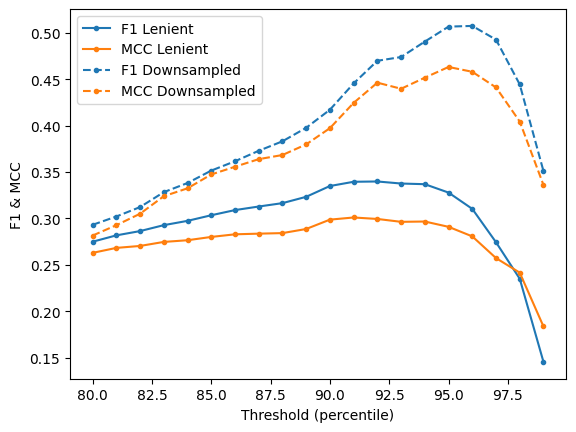 F1 Lenient
MCC Lenient
F1 Downsampled
MCC Downsampled
0.50
0.45
0.40
0.35
0.30
0.25
0.20
0.15
F1 & MCC
80.0 82.5 85.0 87.5 90.0 92.5 95.0 97.5
Threshold (percentile)